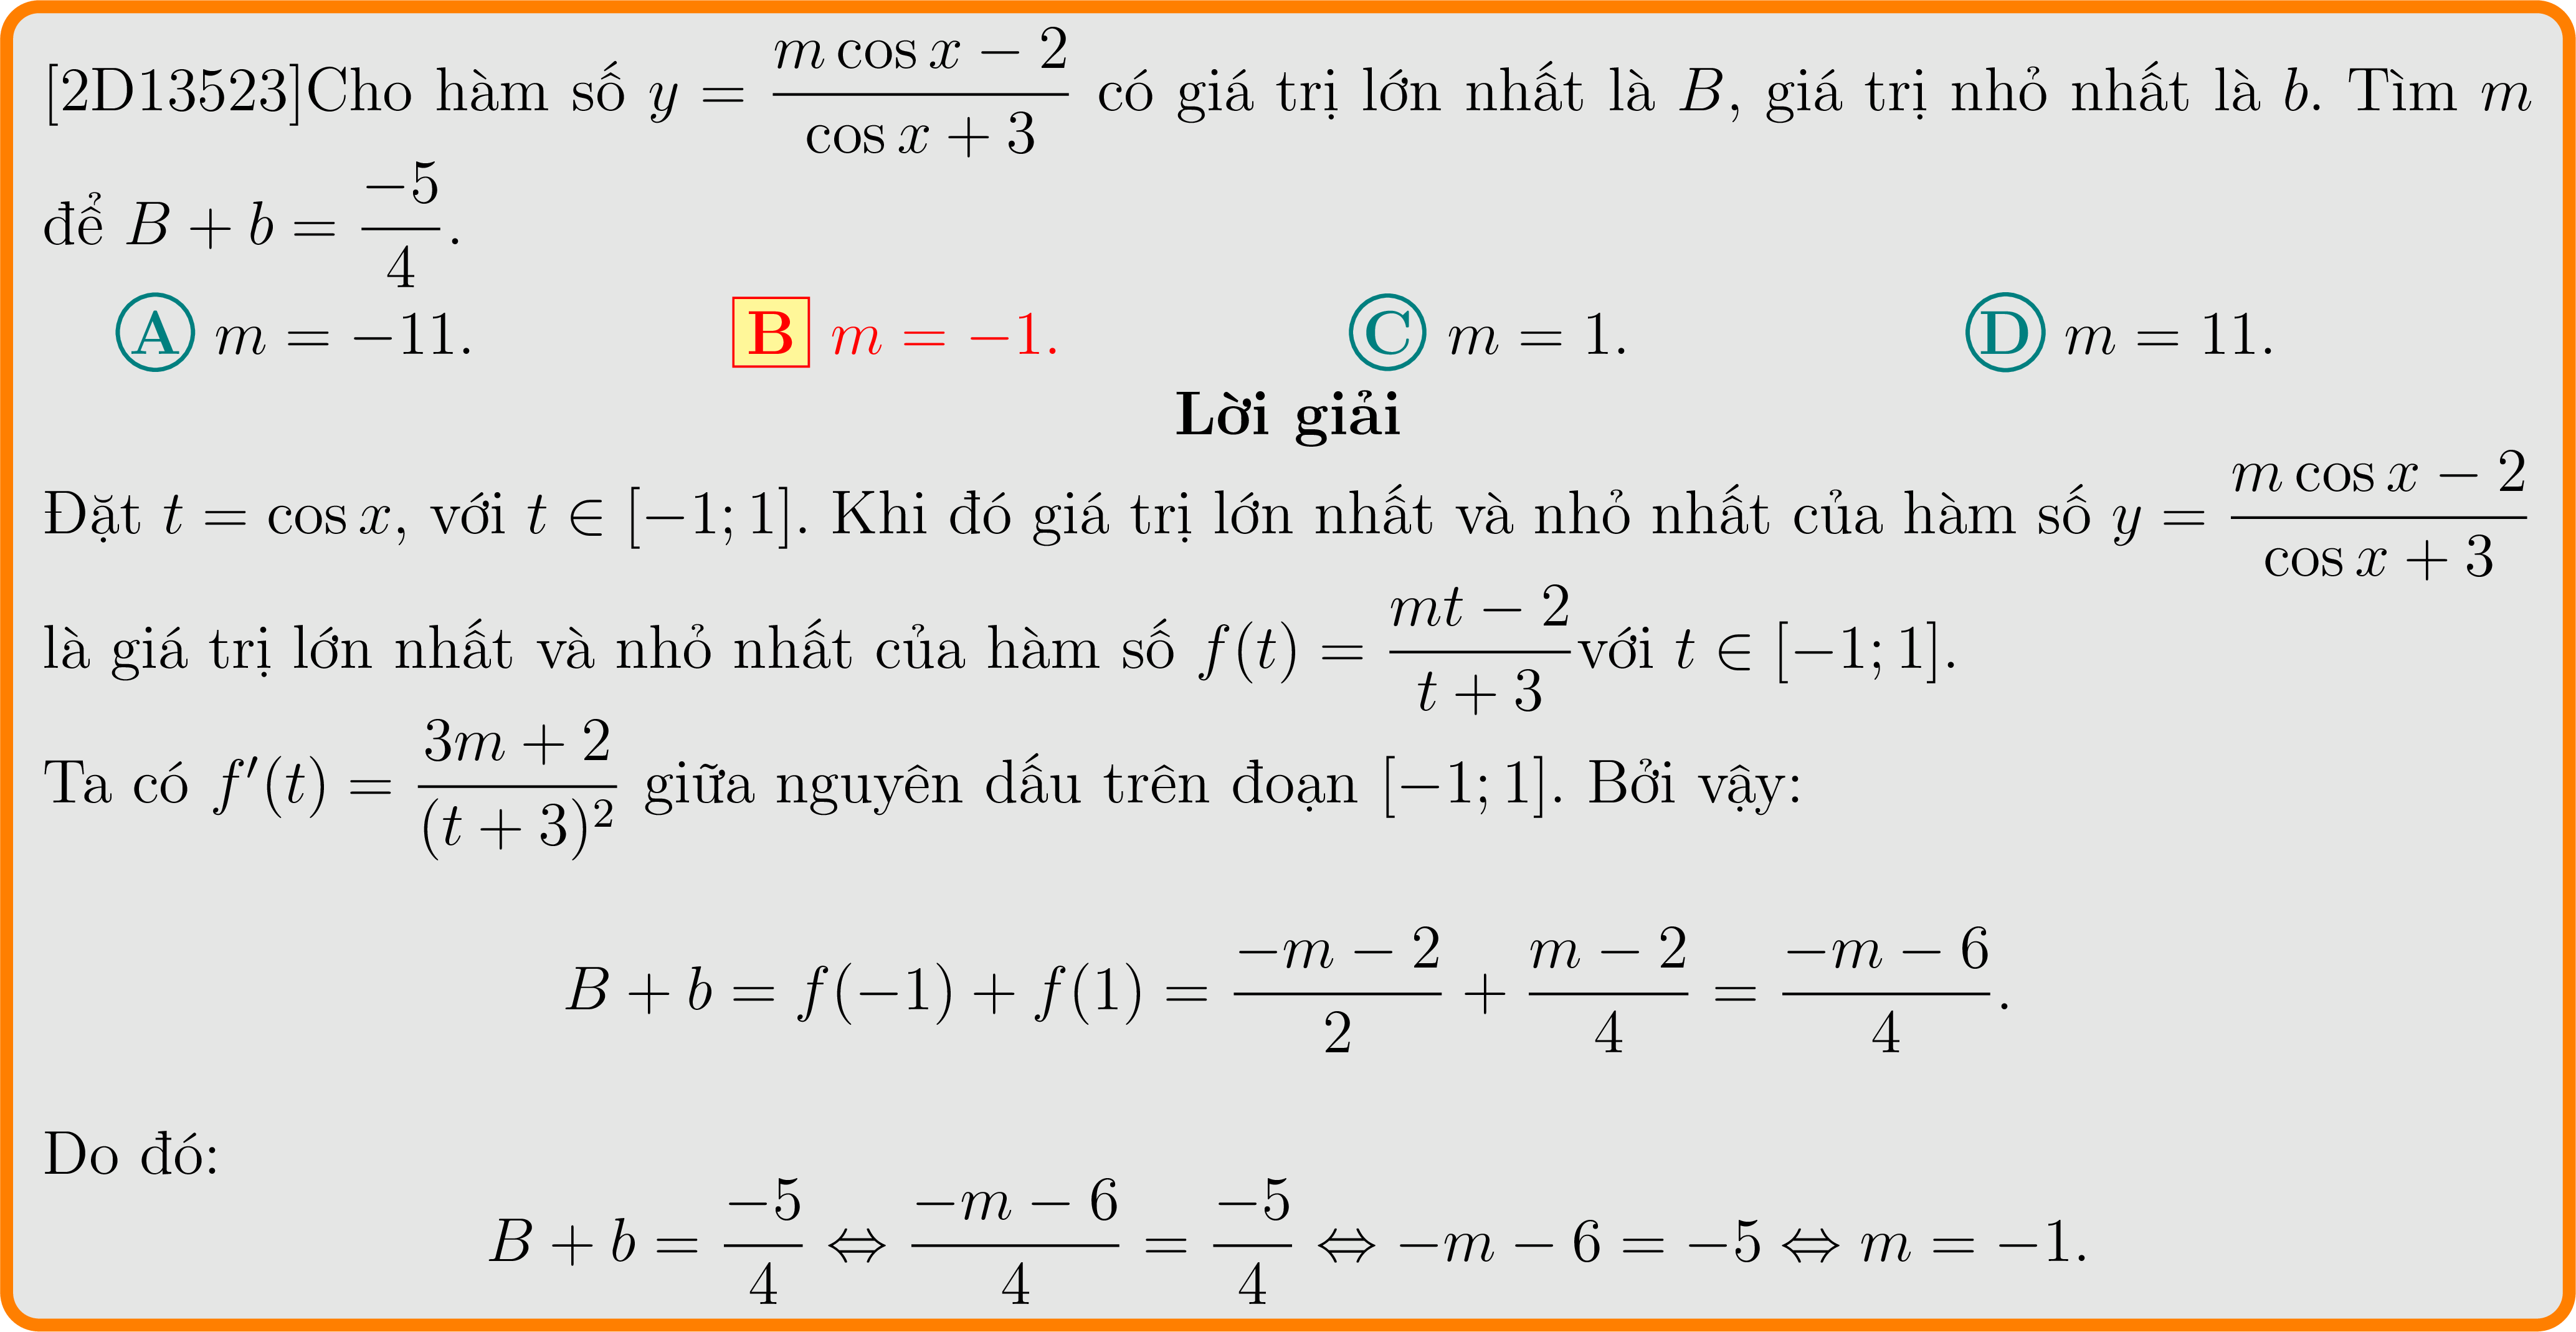 [2D13523]Cho hàm số y = \frac{m cos x − 2}{cos x + 3} có giá trị lớn nhất là B, giá trị nhỏ nhất là b. Tìm m
để B + b = \frac{−5}{4}.
A m = −11. B m = −1. C m = 1. D m = 11.
Lời giải
Đặt t = cos x, với t ∈ [−1; 1]. Khi đó giá trị lớn nhất và nhỏ nhất của hàm số y = \frac{m cos x − 2}{cos x + 3}
là giá trị lớn nhất và nhỏ nhất của hàm số f(t) = \frac{mt − 2}{t + 3}với t ∈ [−1; 1].
Ta có f′(t) = \frac{3m + 2}{(t + 3)²} giữa nguyên dấu trên đoạn [−1; 1]. Bởi vậy:
B + b = f(−1) + f(1) = \frac{−m − 2}{2} + \frac{m − 2}{4} = \frac{−m − 6}{4}.
Do đó:
B + b = \frac{−5}{4} ⇔ \frac{−m − 6}{4} = \frac{−5}{4} ⇔ −m − 6 = −5 ⇔ m = −1.